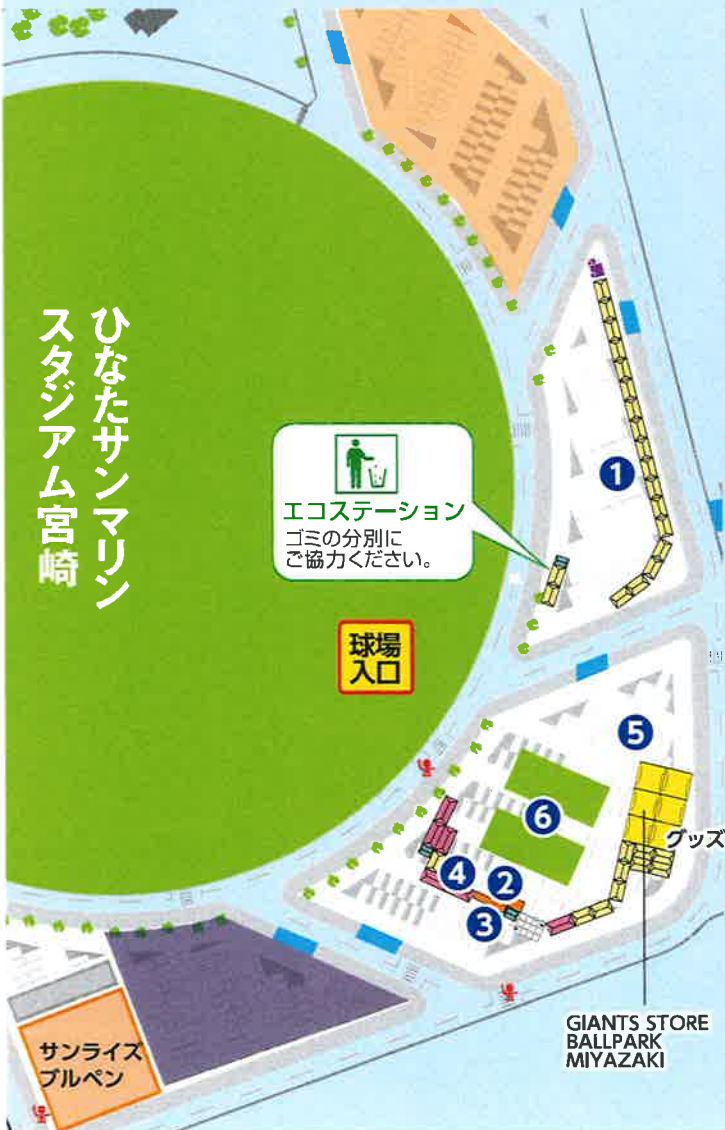 ひなたサンマリン
スタジアム宮崎
エコステーション
ゴミの分別に
ご協力ください。
球場
入口
1
5
6
グッズ
4
2
3
GIANTS STORE
BALLPARK
MIYAZAKI
サンライズ
ブルペン